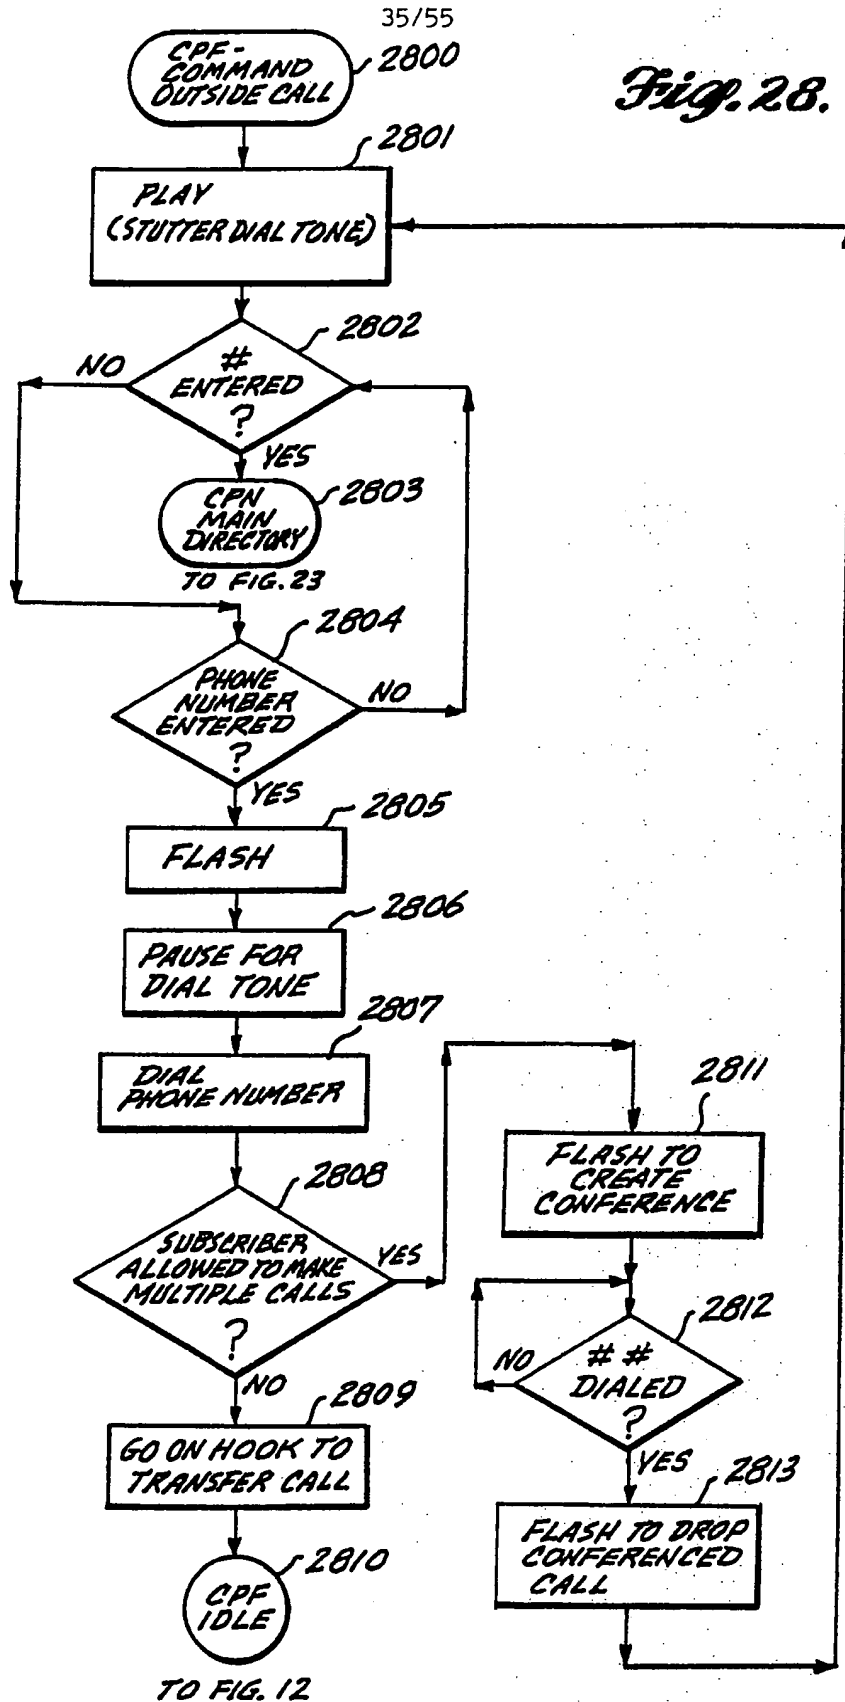 35/55
Fig. 28.
CPF-
COMMAND
OUTSIDE CALL
2800
2801
PLAY
(STUTTER DIAL TONE)
2802
#
ENTERED
?
NO
YES
2803
CPN
MAIN
DIRECTORY
TO FIG. 23
2804
PHONE
NUMBER
ENTERED
?
NO
YES
2805
FLASH
2806
PAUSE FOR
DIAL TONE
2807
DIAL
PHONE NUMBER
2808
SUBSCRIBER
ALLOWED TO MAKE
MULTIPLE CALLS
?
YES
NO
2809
GO ON HOOK TO
TRANSFER CALL
2810
CPF
IDLE
TO FIG. 12
2811
FLASH TO
CREATE
CONFERENCE
2812
# #
DIALED
?
NO
YES
2813
FLASH TO DROP
CONFERENCED
CALL